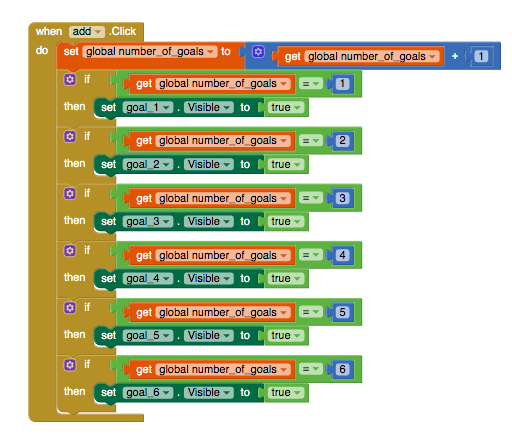 when add .Click
do set global number_of_goals to get global number_of_goals + 1
if get global number_of_goals = 1
then set goal_1 . Visible to true
if get global number_of_goals = 2
then set goal_2 . Visible to true
if get global number_of_goals = 3
then set goal_3 . Visible to true
if get global number_of_goals = 4
then set goal_4 . Visible to true
if get global number_of_goals = 5
then set goal_5 . Visible to true
if get global number_of_goals = 6
then set goal_6 . Visible to true